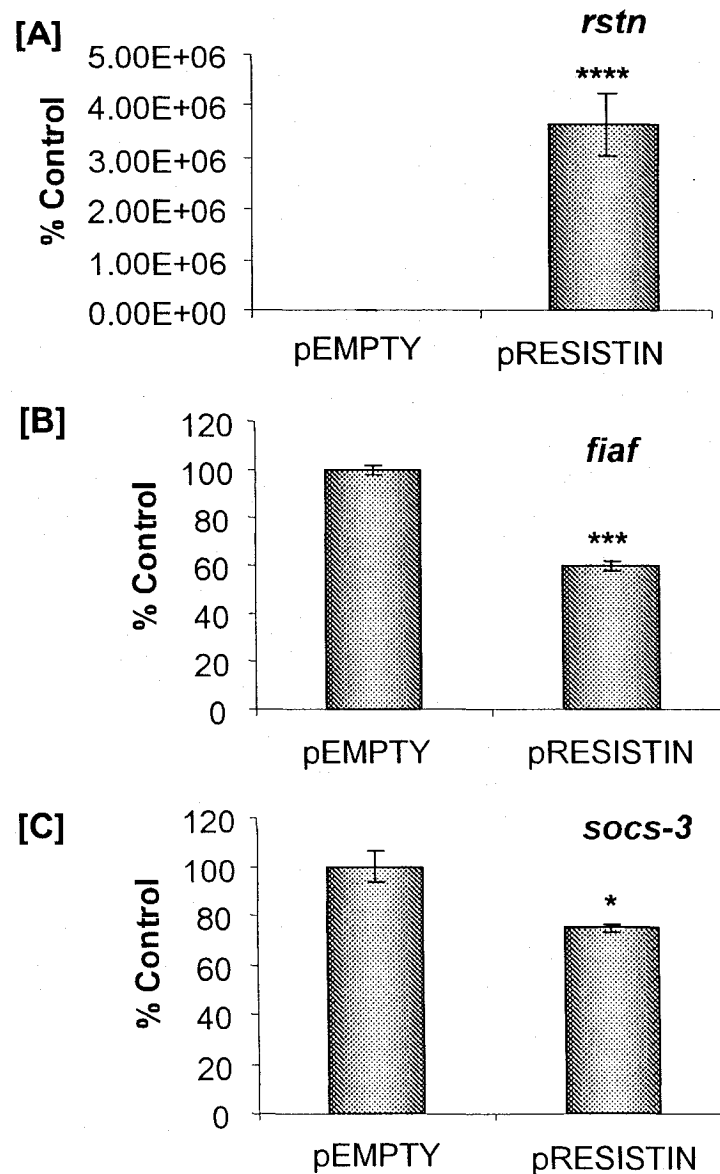 [A]
rstn
% Control
5.00E+06
4.00E+06
3.00E+06
2.00E+06
1.00E+06
0.00E+00
****
pEMPTY pRESISTIN
[B]
fiaf
% Control
120
100
80
60
40
20
0
***
pEMPTY pRESISTIN
[C]
socs-3
% Control
120
100
80
60
40
20
0
*
pEMPTY pRESISTIN